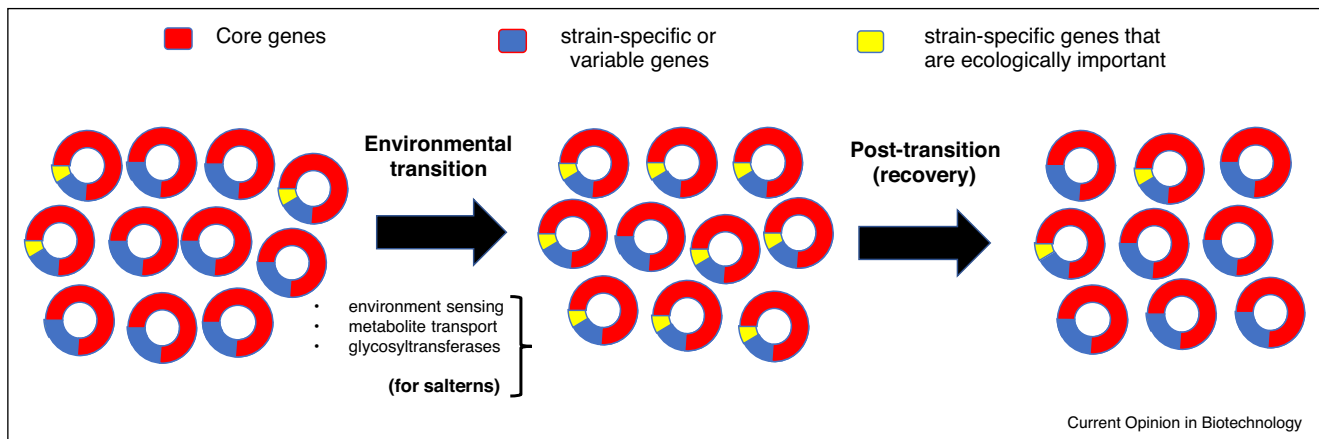 Core genes
strain-specific or
variable genes
strain-specific genes that
are ecologically important
Environmental
transition
Post-transition
(recovery)
· environment sensing
· metabolite transport
· glycosyltransferases
(for salterns)
Current Opinion in Biotechnology